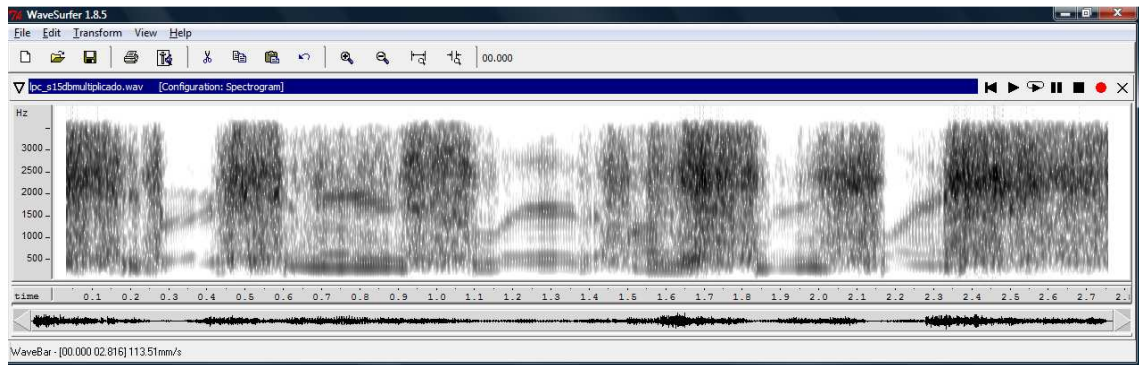 WaveSurfer 1.8.5
File Edit Transform View Help
00.000
lpc_s15dbmultiplicado.wav [Configuration: Spectrogram]
Hz
3000
2500
2000
1500
1000
500
time 0.1 0.2 0.3 0.4 0.5 0.6 0.7 0.8 0.9 1.0 1.1 1.2 1.3 1.4 1.5 1.6 1.7 1.8 1.9 2.0 2.1 2.2 2.3 2.4 2.5 2.6 2.7
WaveBar - [00.000 02.816] 113.51mm/s